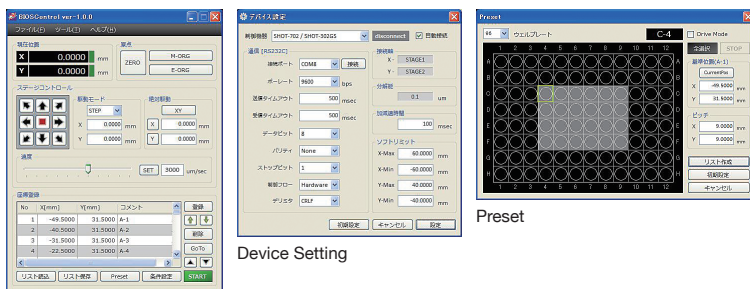 BIOSControl ver-1.0.0
ファイル(F) ツール(T) ヘルプ(H)
現在位置
X 0.0000 mm
Y 0.0000 mm
原点
ZERO
M-ORG
E-ORG
ステージコントロール
駆動モード
STEP
X 0.0000 mm
Y 0.0000 mm
絶対駆動
XY
X 0.0000 mm
Y 0.0000 mm
速度
SET 3000 um/sec
座標登録
No X[mm] Y[mm] コメント
1 -49.5000 31.5000 A-1
2 -40.5000 31.5000 A-2
3 -31.5000 31.5000 A-3
4 -22.5000 31.5000 A-4
登録
削除
GoTo
リスト読込 リスト保存 Preset 条件設定 START
デバイス設定
制御機器 SHOT-702 / SHOT-302GS disconnect 自動接続
通信 [RS232C]
接続ポート COM8 接続
ボーレート 9600 bps
送信タイムアウト 500 msec
受信タイムアウト 500 msec
データビット 8
パリティ None
ストップビット 1
制御フロー Hardware
デリミタ CRLF
接続軸
X - STAGE1
Y - STAGE2
分解能
0.1 um
加減速時間
100 msec
ソフトリミット
X-Max 60.0000 mm
X-Min -60.0000 mm
Y-Max 40.0000 mm
Y-Min -40.0000 mm
初期設定 キャンセル 設定
Device Setting
Preset
96 ウェルプレート C-4 Drive Mode
1 2 3 4 5 6 7 8 9 10 11 12
A A
B B
C C
D D
E E
F F
G G
H H
1 2 3 4 5 6 7 8 9 10 11 12
全選択 STOP
基準位置(A-1)
CurrentPos
X -49.5000 mm
Y 31.5000 mm
ピッチ
X 9.0000 mm
Y 9.0000 mm
リスト作成
初期設定
キャンセル
Preset